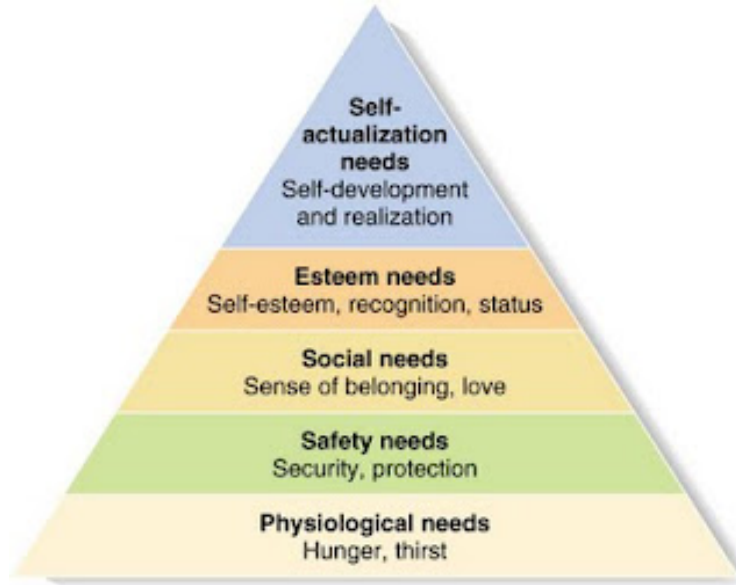 Self-
actualization
needs
Self-development
and realization
Esteem needs
Self-esteem, recognition, status
Social needs
Sense of belonging, love
Safety needs
Security, protection
Physiological needs
Hunger, thirst